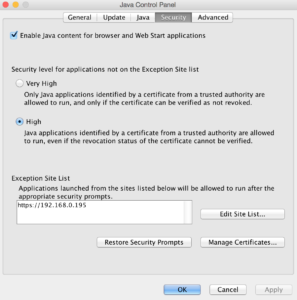 Java Control Panel
General Update Java Security Advanced
Enable Java content for browser and Web Start applications
Security level for applications not on the Exception Site list
Very High
Only Java applications identified by a certificate from a trusted authority are
allowed to run, and only if the certificate can be verified as not revoked.
High
Java applications identified by a certificate from a trusted authority are allowed
to run, even if the revocation status of the certificate cannot be verified.
Exception Site List
Applications launched from the sites listed below will be allowed to run after the
appropriate security prompts.
https://192.168.0.195
Edit Site List...
Restore Security Prompts Manage Certificates...
OK Cancel Apply